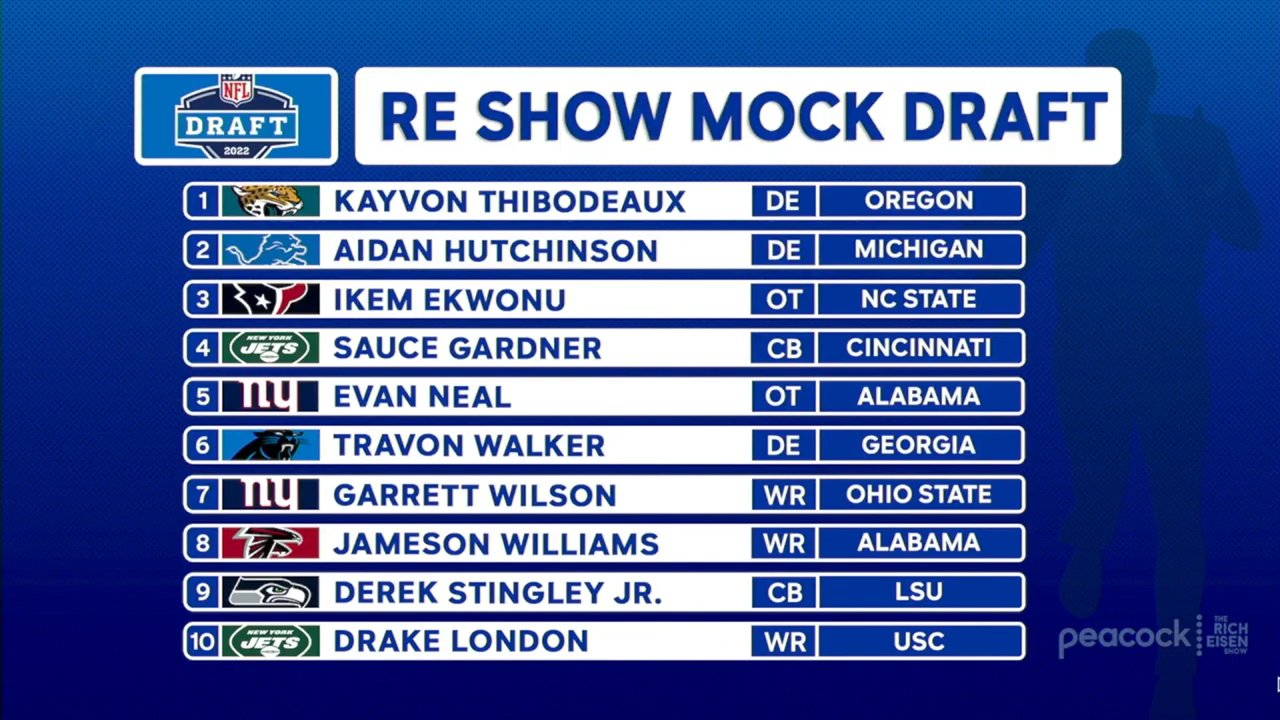 NFL
DRAFT
2022
RE SHOW MOCK DRAFT
1 KAYVON THIBODEAUX DE OREGON
2 AIDAN HUTCHINSON DE MICHIGAN
3 IKEM EKWONU OT NC STATE
4 NEW YORK JETS SAUCE GARDNER CB CINCINNATI
5 ny EVAN NEAL OT ALABAMA
6 TRAVON WALKER DE GEORGIA
7 ny GARRETT WILSON WR OHIO STATE
8 JAMESON WILLIAMS WR ALABAMA
9 DEREK STINGLEY JR. CB LSU
10 NEW YORK JETS DRAKE LONDON WR USC
peacock
THE
RICH
EISEN
SHOW